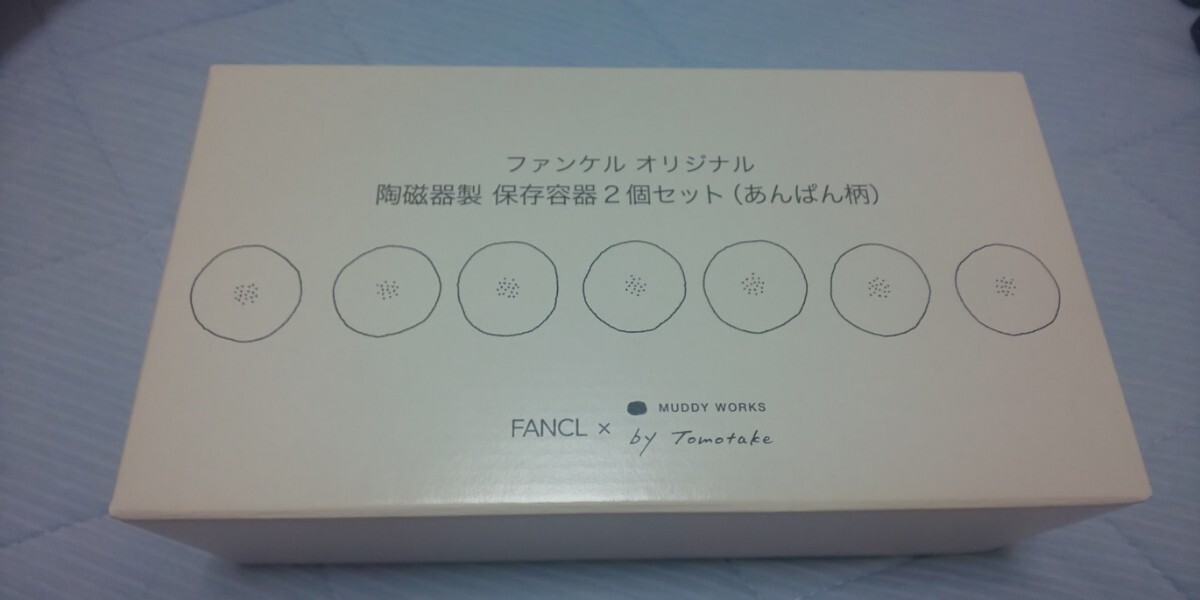 ファンケル オリジナル
陶磁器製 保存容器2個セット（あんぱん柄）
MUDDY WORKS
FANCL ×
by Tomotake